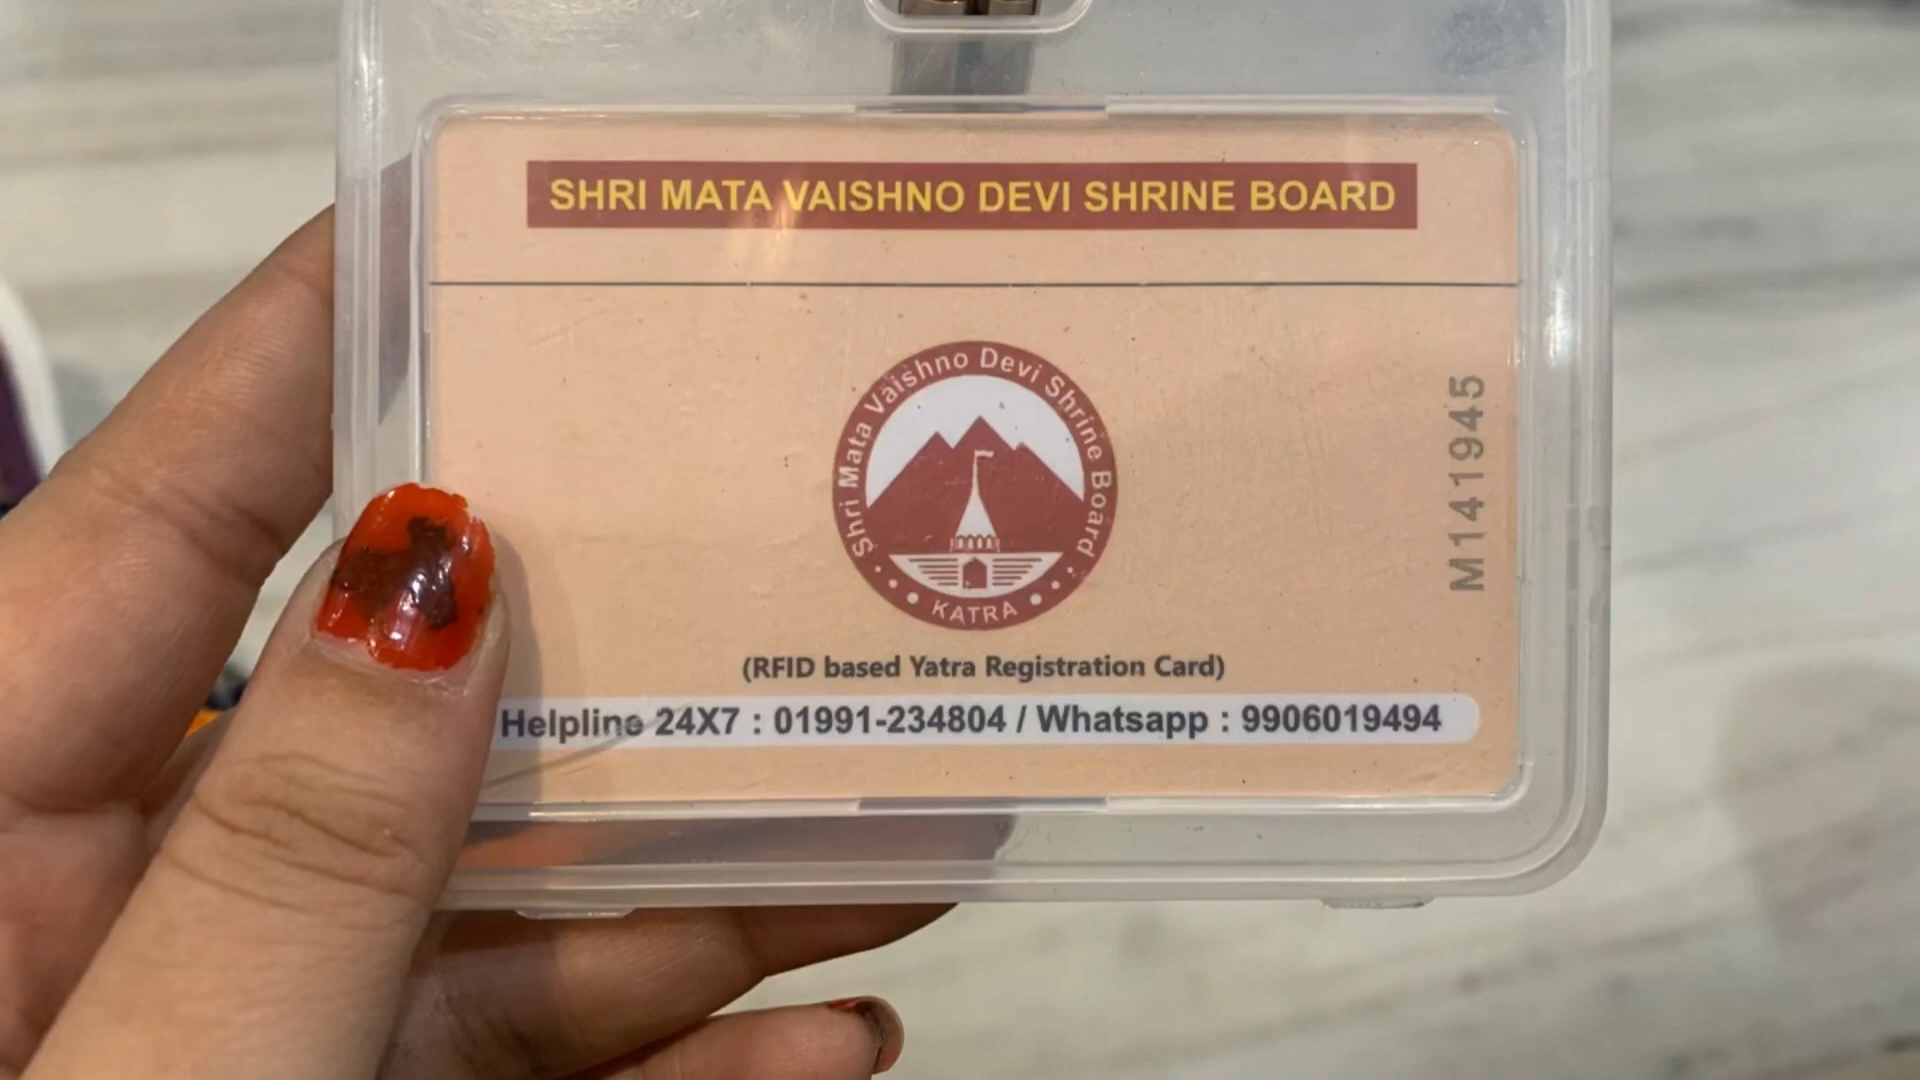 SHRI MATA VAISHNO DEVI SHRINE BOARD
Shri Mata Vaishno Devi Shrine Board
KATRA
M141945
(RFID based Yatra Registration Card)
Helpline 24X7 : 01991-234804 / Whatsapp : 9906019494